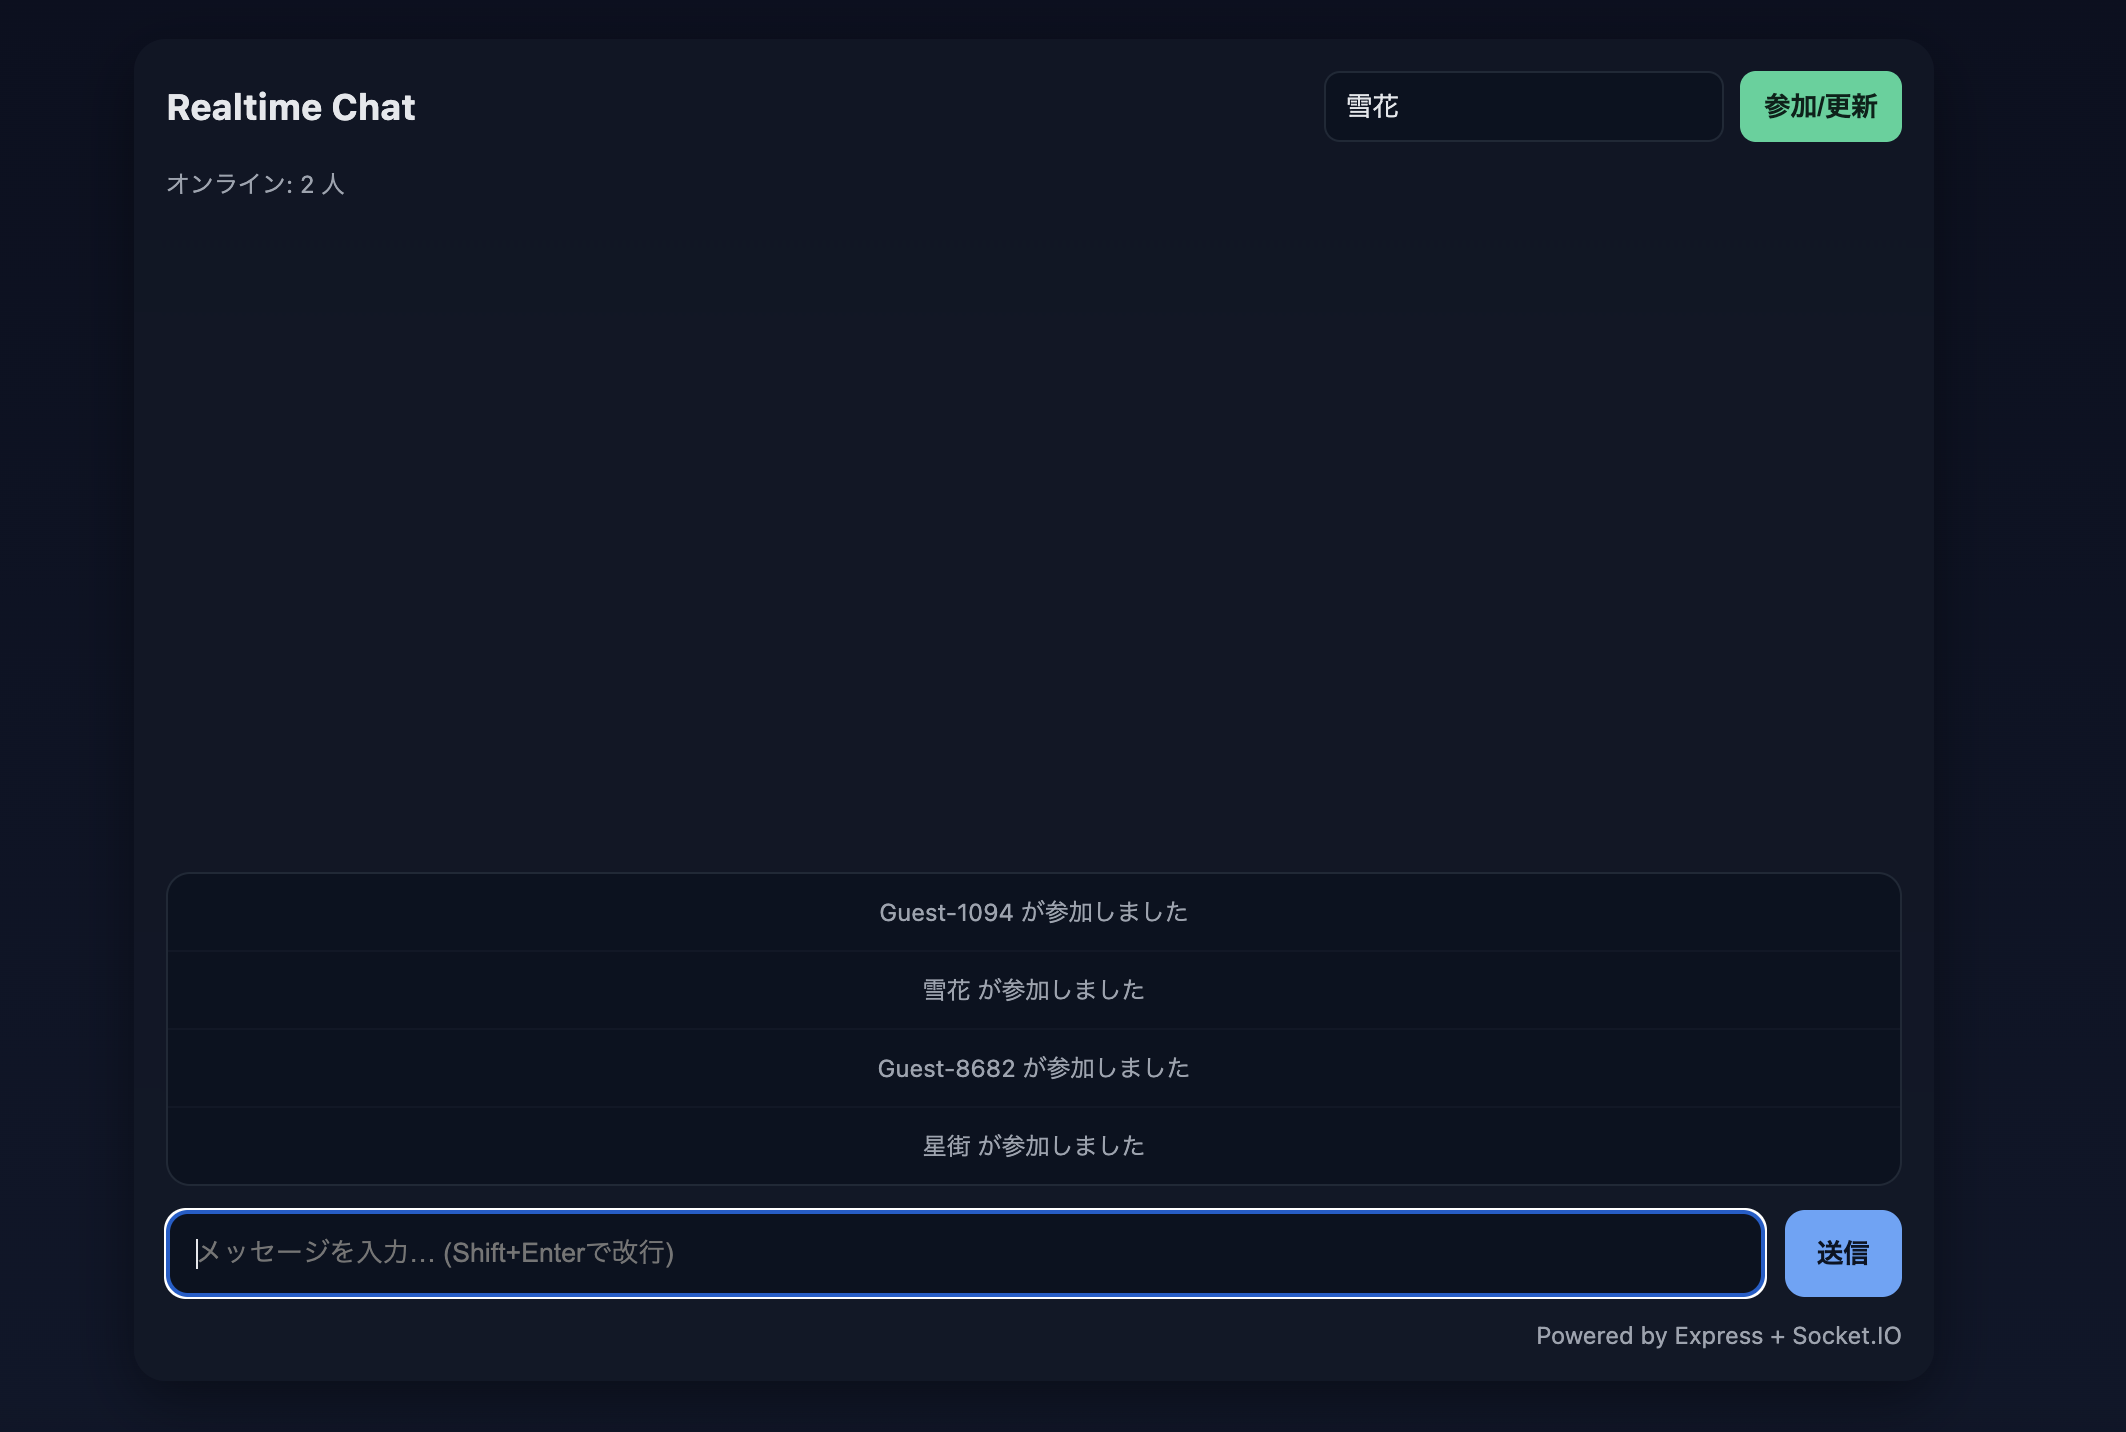 Realtime Chat
雪花
参加/更新
オンライン: 2 人
Guest-1094 が参加しました
雪花 が参加しました
Guest-8682 が参加しました
星街 が参加しました
メッセージを入力... (Shift+Enterで改行)
送信
Powered by Express + Socket.IO